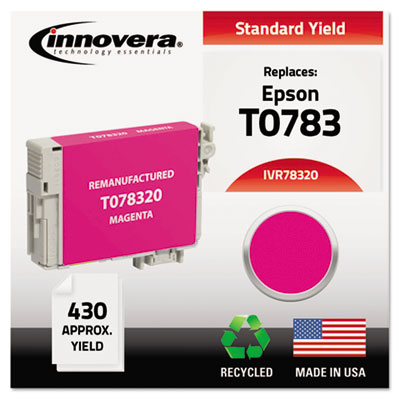 innovera®
technology essentials
Standard Yield
Replaces:
Epson
T0783
IVR78320
REMANUFACTURED
T078320
MAGENTA
430
APPROX.
YIELD
RECYCLED
MADE IN USA